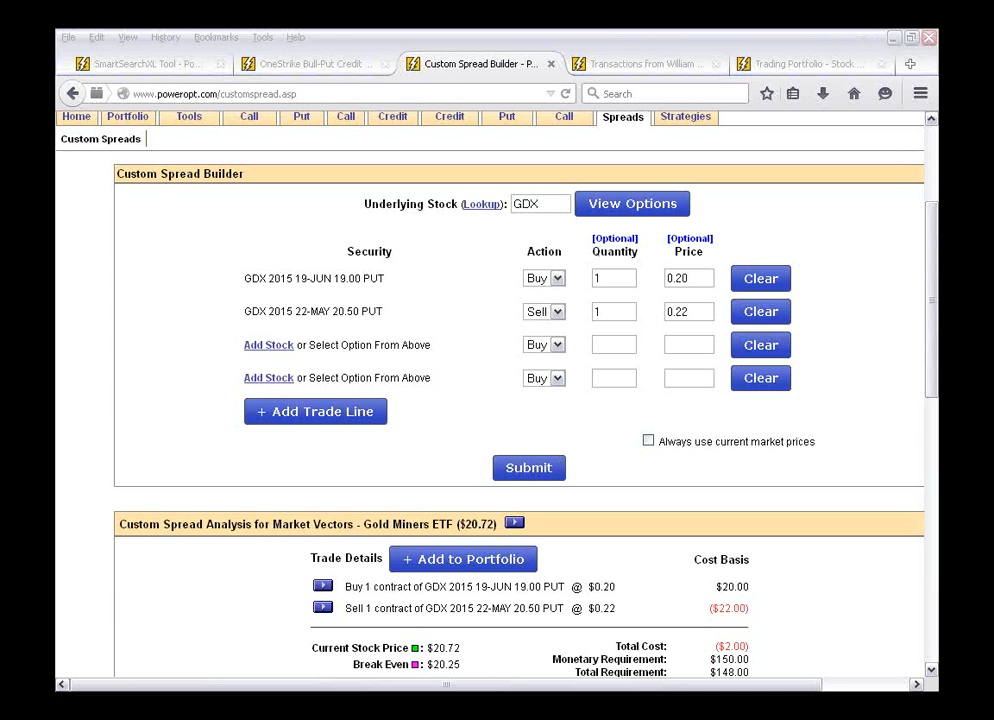 File Edit View History Bookmarks Tools Help
SmartSearchXL Tool - Po... OneStrike Bull-Put Credit ... Custom Spread Builder - P... Transactions from William ... Trading Portfolio - Stock ...
www.poweropt.com/customspread.asp Search
Home Portfolio Tools Call Put Call Credit Credit Put Call Spreads Strategies
Custom Spreads
Custom Spread Builder
Underlying Stock (Lookup): GDX View Options
[Optional] [Optional]
Security Action Quantity Price
GDX 2015 19-JUN 19.00 PUT Buy 1 0.20 Clear
GDX 2015 22-MAY 20.50 PUT Sell 1 0.22 Clear
Add Stock or Select Option From Above Buy Clear
Add Stock or Select Option From Above Buy Clear
+ Add Trade Line
Always use current market prices
Submit
Custom Spread Analysis for Market Vectors - Gold Miners ETF ($20.72)
Trade Details + Add to Portfolio Cost Basis
Buy 1 contract of GDX 2015 19-JUN 19.00 PUT @ $0.20 $20.00
Sell 1 contract of GDX 2015 22-MAY 20.50 PUT @ $0.22 ($22.00)
Current Stock Price : $20.72 Total Cost: ($2.00)
Break Even : $20.25 Monetary Requirement: $150.00
Total Requirement: $148.00